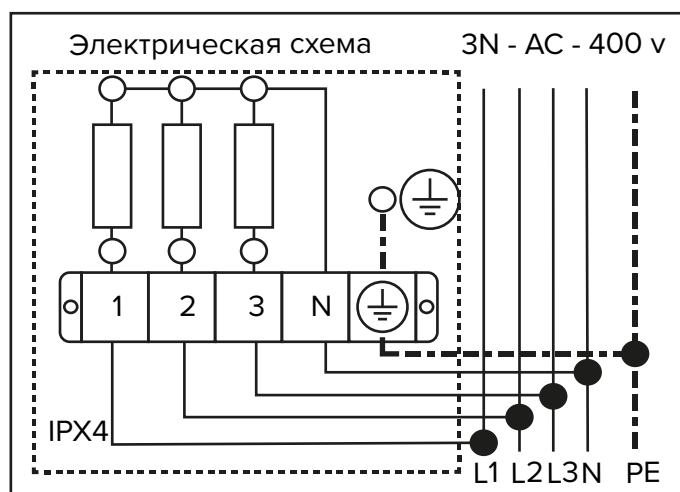 Электрическая схема
3N - AC - 400 v
1 2 3 N
IPX4
L1 L2 L3 N PE